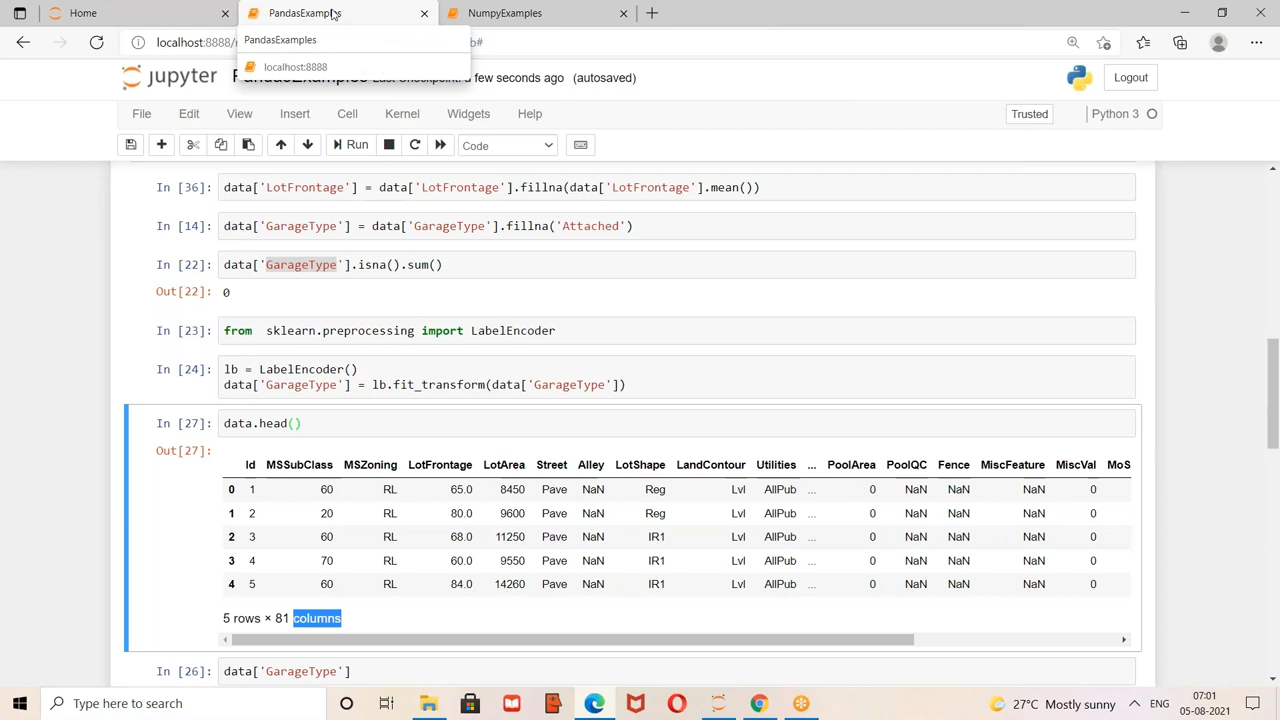 Home
PandasExamples
NumpyExamples
PandasExamples
localhost:8888
localhost:8888/
b#
jupyter
Last Checkpoint: a few seconds ago (autosaved)
Logout
File Edit View Insert Cell Kernel Widgets Help
Trusted
Python 3
Run
Code
In [36]: data['LotFrontage'] = data['LotFrontage'].fillna(data['LotFrontage'].mean())
In [14]: data['GarageType'] = data['GarageType'].fillna('Attached')
In [22]: data['GarageType'].isna().sum()
Out[22]: 0
In [23]: from sklearn.preprocessing import LabelEncoder
In [24]: lb = LabelEncoder()
data['GarageType'] = lb.fit_transform(data['GarageType'])
In [27]: data.head()
Out[27]:
Id MSSubClass MSZoning LotFrontage LotArea Street Alley LotShape LandContour Utilities ... PoolArea PoolQC Fence MiscFeature MiscVal MoS
0 1 60 RL 65.0 8450 Pave NaN Reg Lvl AllPub ... 0 NaN NaN NaN 0
1 2 20 RL 80.0 9600 Pave NaN Reg Lvl AllPub ... 0 NaN NaN NaN 0
2 3 60 RL 68.0 11250 Pave NaN IR1 Lvl AllPub ... 0 NaN NaN NaN 0
3 4 70 RL 60.0 9550 Pave NaN IR1 Lvl AllPub ... 0 NaN NaN NaN 0
4 5 60 RL 84.0 14260 Pave NaN IR1 Lvl AllPub ... 0 NaN NaN NaN 0
5 rows × 81 columns
In [26]: data['GarageType']
Type here to search
27°C Mostly sunny
ENG
07:01
05-08-2021